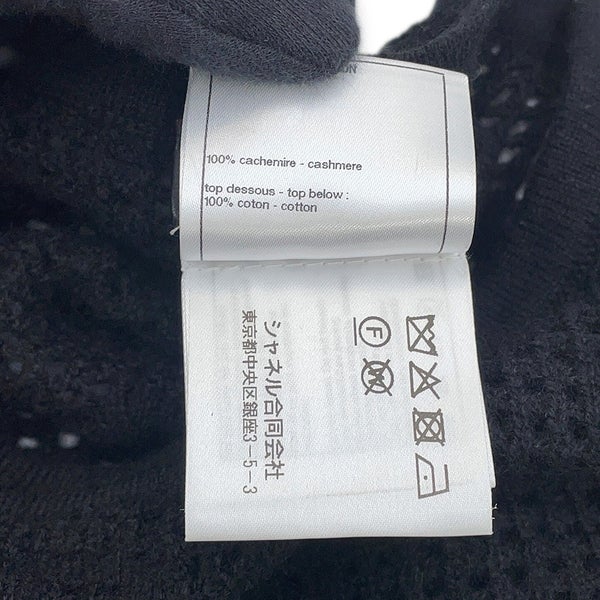 100% cachemire - cashmere
top dessous - top below :
100% coton - cotton
シャネル合同会社
東京都中央区銀座3-5-3
F
W